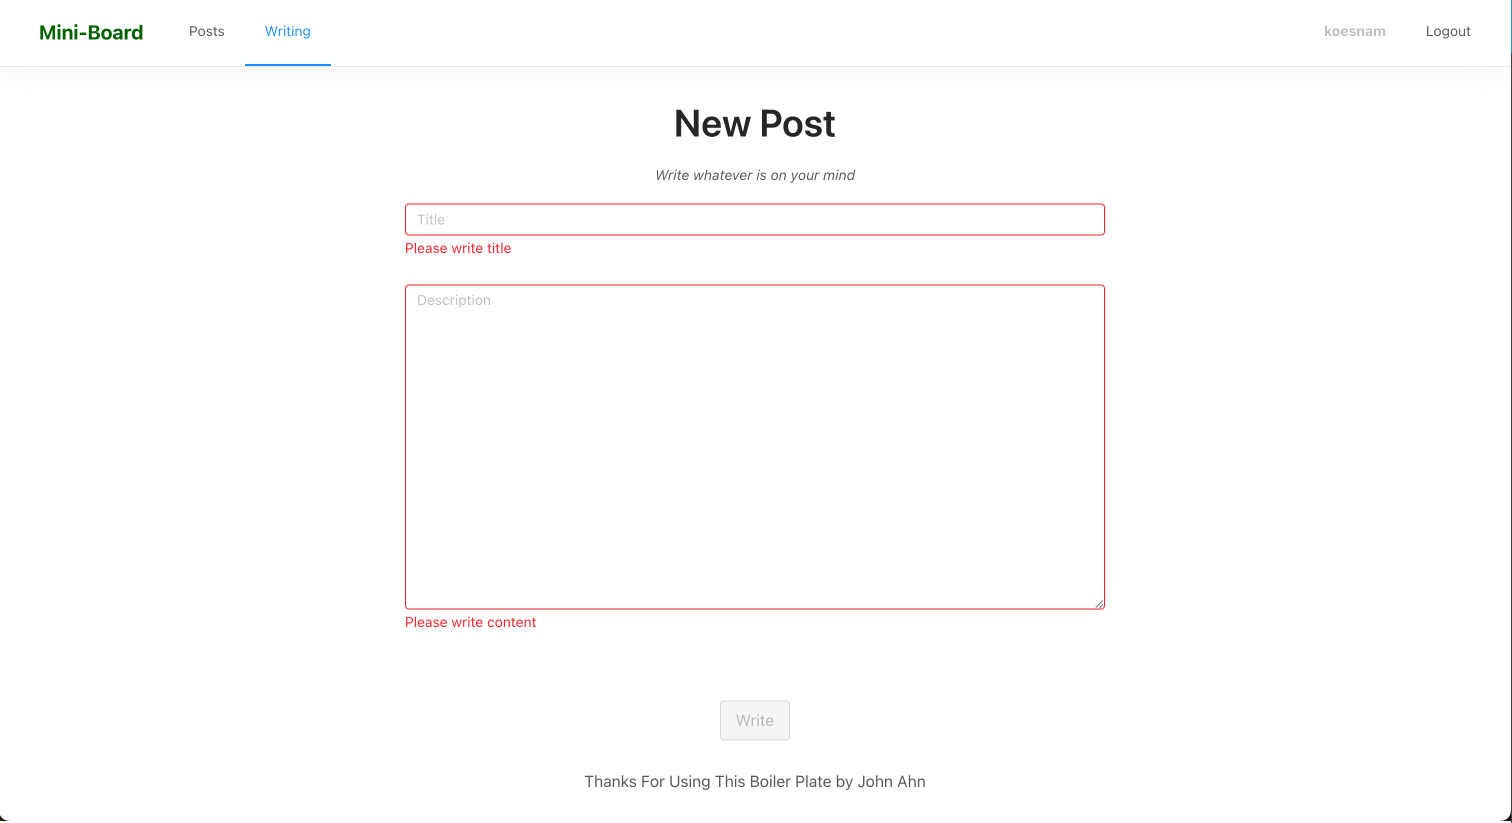 Mini-Board Posts Writing koesnam Logout
New Post
Write whatever is on your mind
Title
Please write title
Description
Please write content
Write
Thanks For Using This Boiler Plate by John Ahn